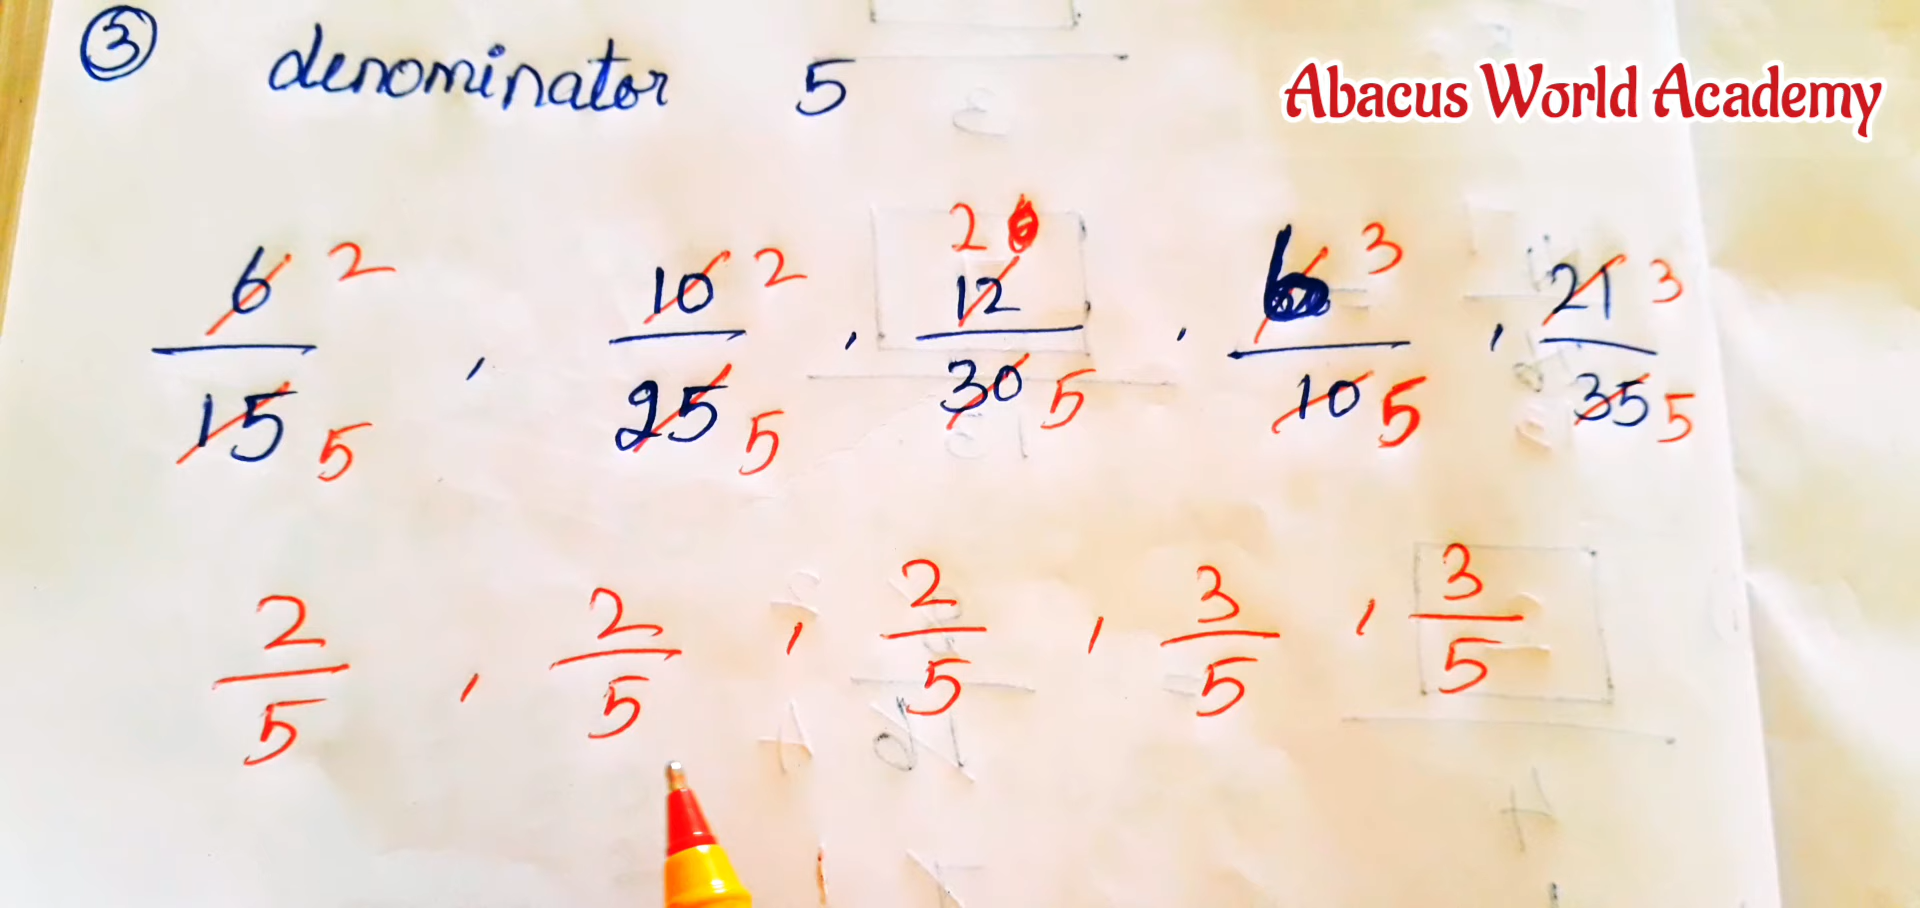 ③ denominator 5
Abacus World Academy
2
6 2 10 2 12 6 3 21 3
15 5 , 25 5 , 30 5 , 10 5 , 35 5
2 2 2 3 3
5 , 5 , 5 , 5 , 5